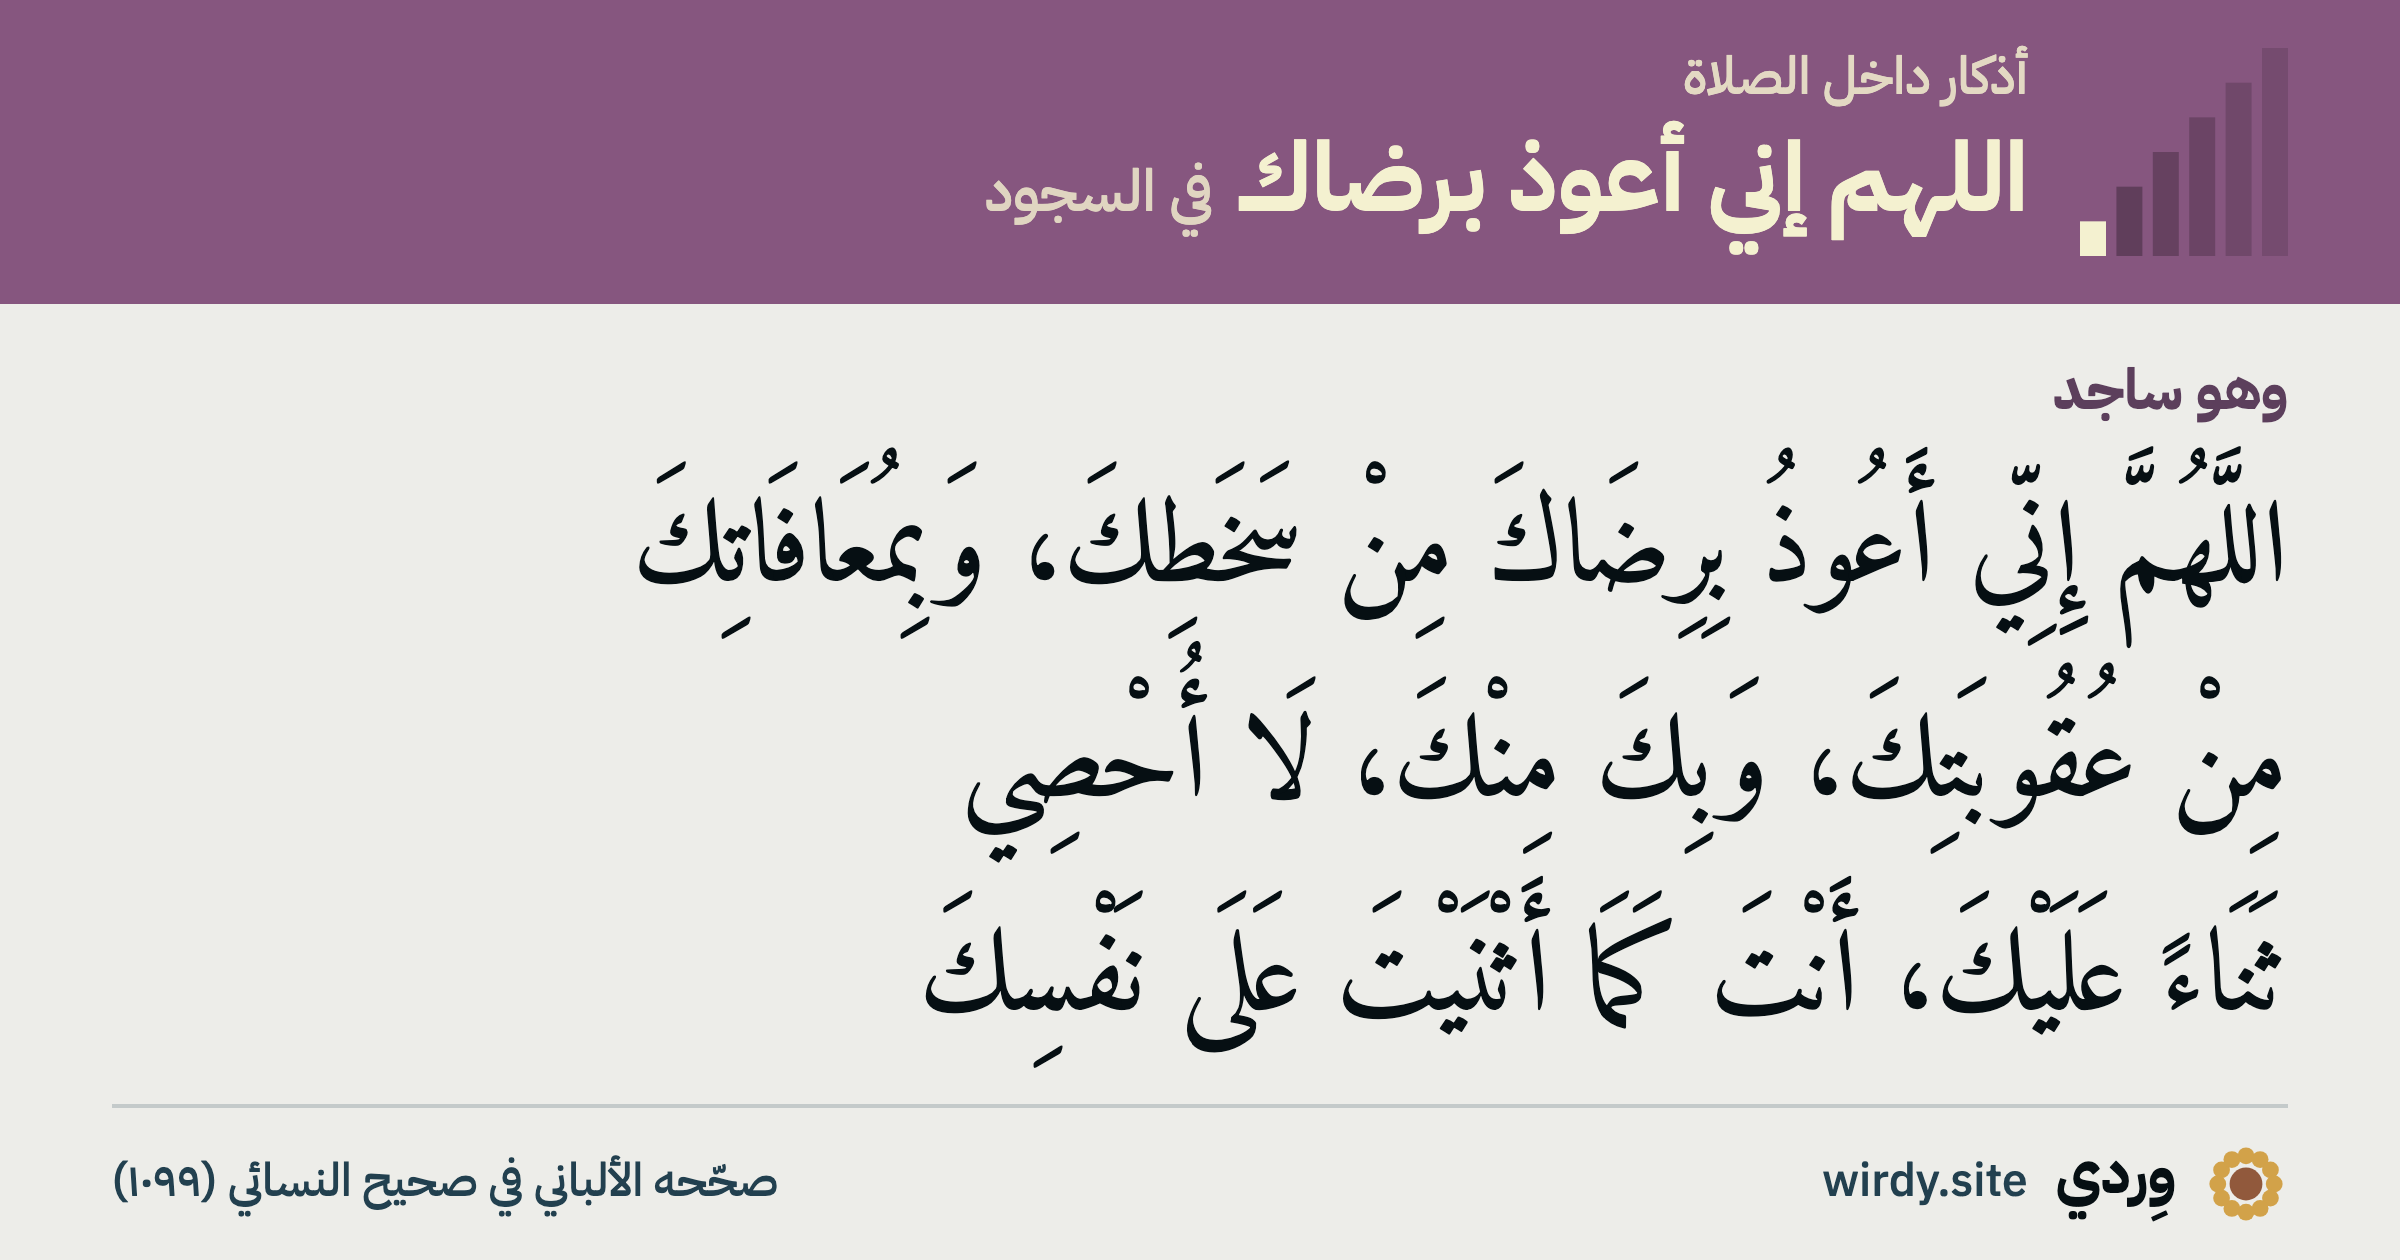 أذكار داخل الصلاة
اللهم إني أعوذ برضاك في السجود
وهو ساجد
اللَّهُمَّ إِنِّي أَعُوذُ بِرِضَاكَ مِنْ سَخَطِكَ، وَبِمُعَافَاتِكَ
مِنْ عُقُوبَتِكَ، وَبِكَ مِنْكَ، لَا أُحْصِي
ثَنَاءً عَلَيْكَ، أَنْتَ كَمَا أَثْنَيْتَ عَلَى نَفْسِكَ
وِردي wirdy.site
صحّحه الألباني في صحيح النسائي (١٠٩٩)